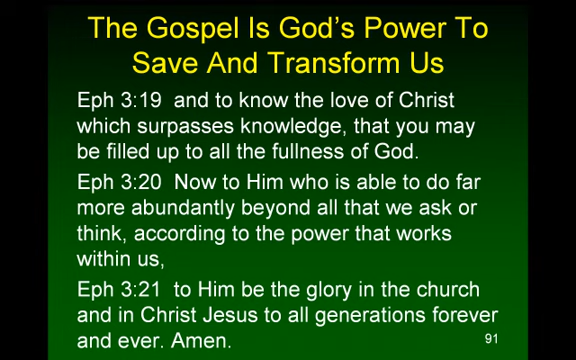 The Gospel Is God's Power To
Save And Transform Us
Eph 3:19  and to know the love of Christ
which surpasses knowledge, that you may
be filled up to all the fullness of God.
Eph 3:20  Now to Him who is able to do far
more abundantly beyond all that we ask or
think, according to the power that works
within us,
Eph 3:21  to Him be the glory in the church
and in Christ Jesus to all generations forever
and ever. Amen.
91